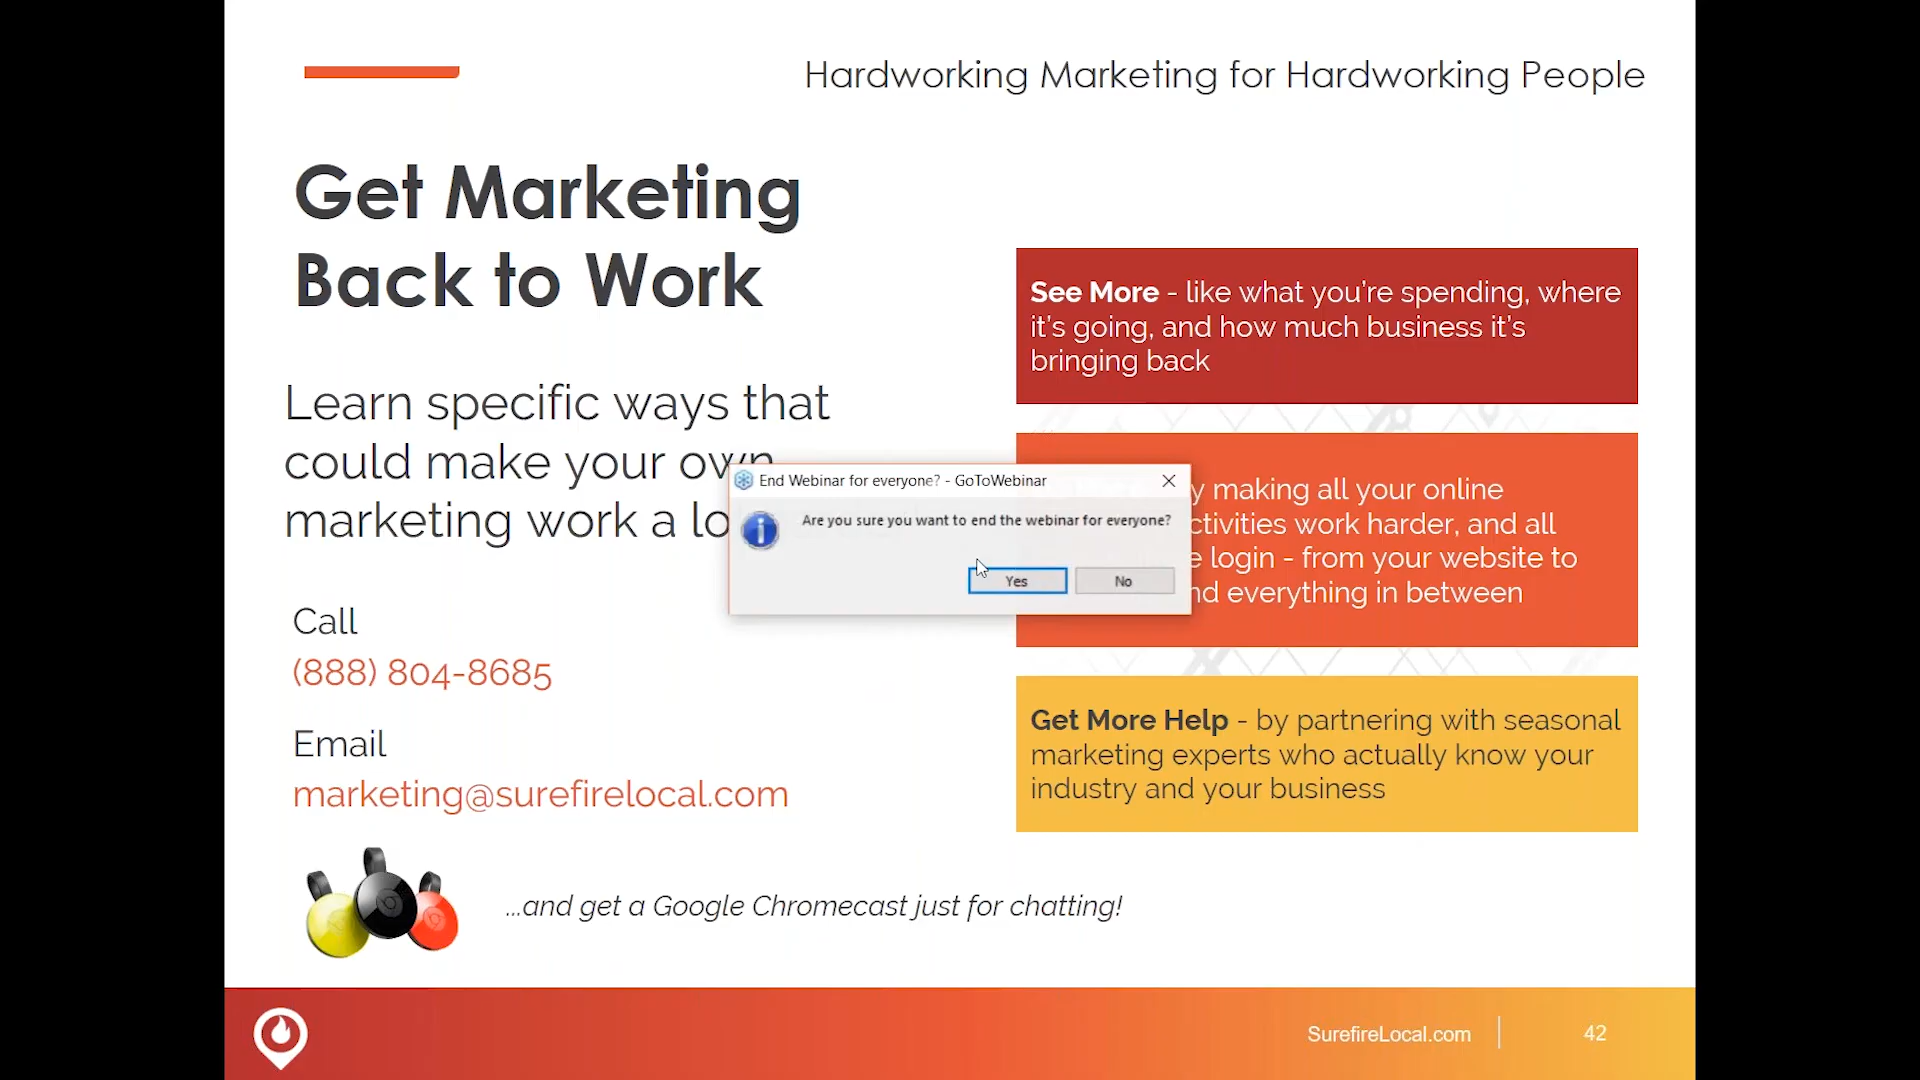 Hardworking Marketing for Hardworking People
Get Marketing
Back to Work
Learn specific ways that
could make your own
marketing work a lo
Call
(888) 804-8685
Email
marketing@surefirelocal.com
...and get a Google Chromecast just for chatting!
See More - like what you're spending, where
it's going, and how much business it's
bringing back
y making all your online
ctivities work harder, and all
e login - from your website to
nd everything in between
Get More Help - by partnering with seasonal
marketing experts who actually know your
industry and your business
End Webinar for everyone? - GoToWebinar
Are you sure you want to end the webinar for everyone?
Yes
No
SurefireLocal.com
42